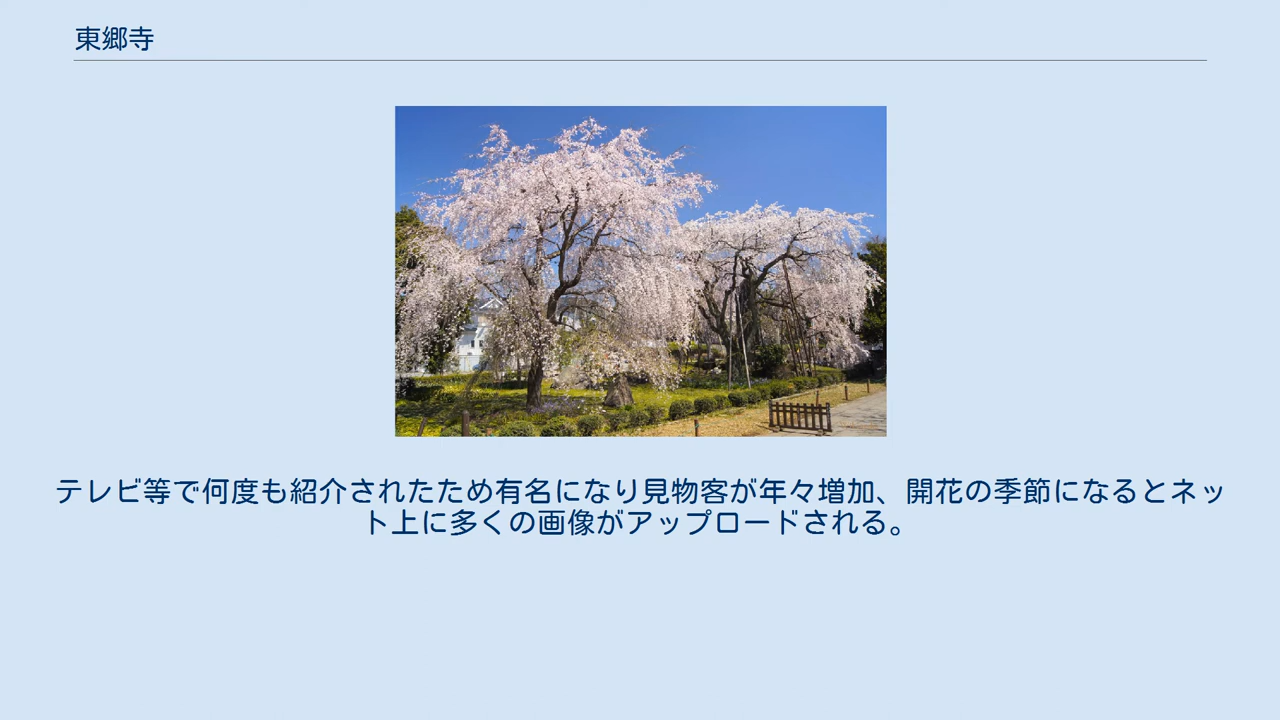 東郷寺
テレビ等で何度も紹介されたため有名になり見物客が年々増加、開花の季節になるとネッ
ト上に多くの画像がアップロードされる。